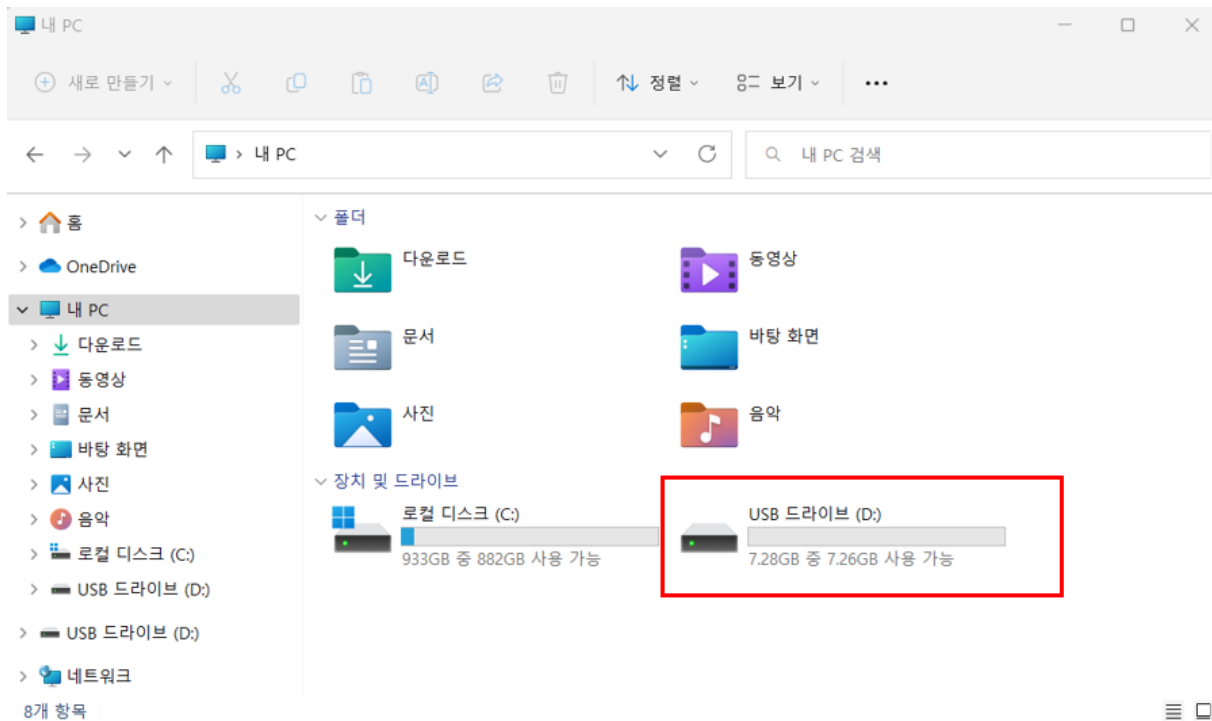 내 PC
새로 만들기
정렬
보기
내 PC
내 PC 검색
홈
OneDrive
내 PC
다운로드
동영상
문서
바탕 화면
사진
음악
로컬 디스크 (C:)
USB 드라이브 (D:)
USB 드라이브 (D:)
네트워크
폴더
다운로드
동영상
문서
바탕 화면
사진
음악
장치 및 드라이브
로컬 디스크 (C:)
933GB 중 882GB 사용 가능
USB 드라이브 (D:)
7.28GB 중 7.26GB 사용 가능
8개 항목